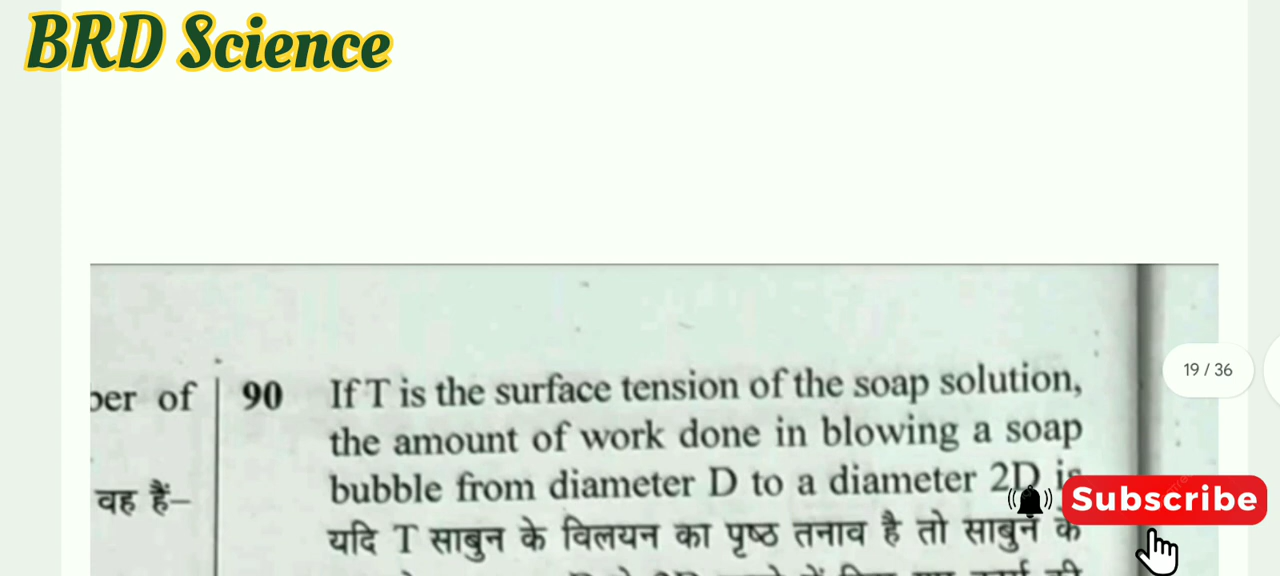 BRD Science
19 / 36
ber of
वह हैं–
90 If T is the surface tension of the soap solution,
the amount of work done in blowing a soap
bubble from diameter D to a diameter 2D is
यदि T साबुन के विलयन का पृष्ठ तनाव है तो साबुन के
Subscribe